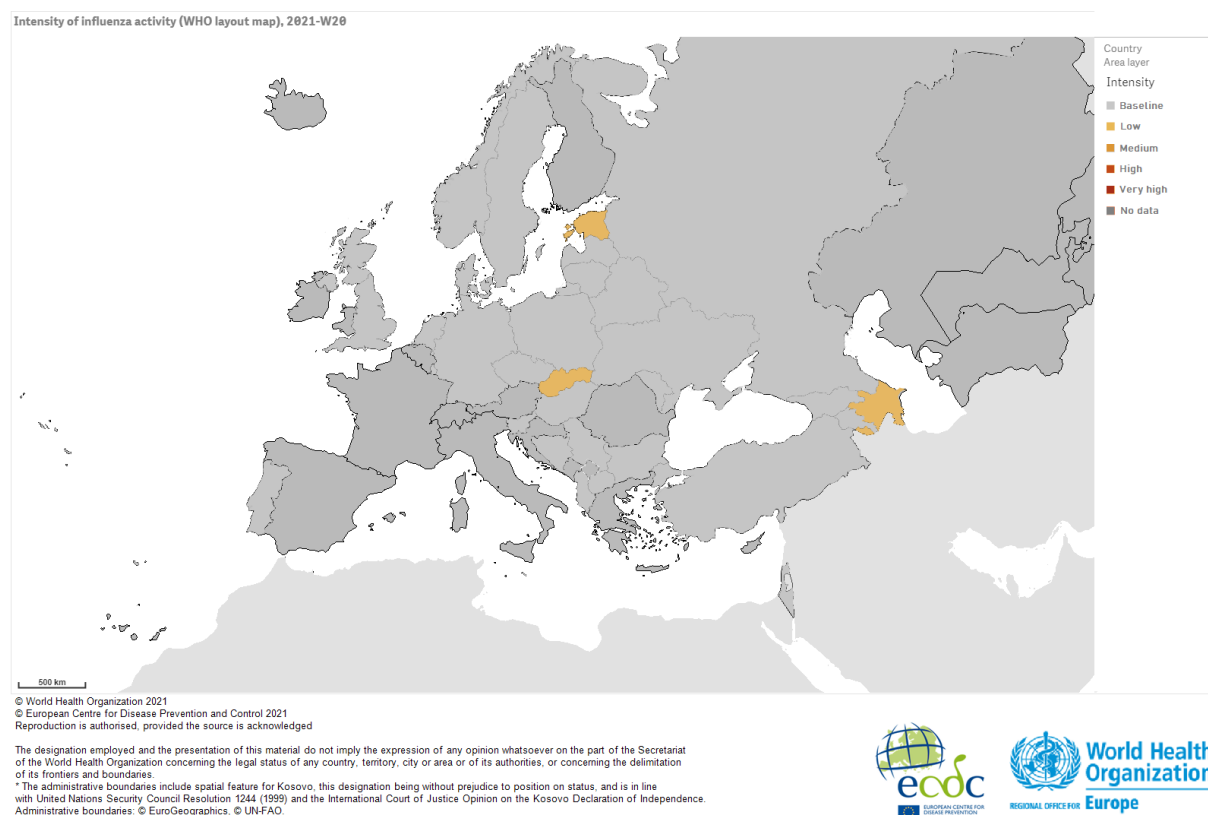 Intensity of influenza activity (WHO layout map), 2021-W20
Country
Area layer
Intensity
Baseline
Low
Medium
High
Very high
No data
500 km
© World Health Organization 2021
© European Centre for Disease Prevention and Control 2021
Reproduction is authorised, provided the source is acknowledged
The designation employed and the presentation of this material do not imply the expression of any opinion whatsoever on the part of the Secretariat
of the World Health Organization concerning the legal status of any country, territory, city or area or of its authorities, or concerning the delimitation
of its frontiers and boundaries.
* The administrative boundaries include spatial feature for Kosovo, this designation being without prejudice to position on status, and is in line
with United Nations Security Council Resolution 1244 (1999) and the International Court of Justice Opinion on the Kosovo Declaration of Independence.
Administrative boundaries: © EuroGeographics, © UN-FAO.
ecdc
EUROPEAN CENTRE FOR
DISEASE PREVENTION
World Health
Organization
REGIONAL OFFICE FOR Europe